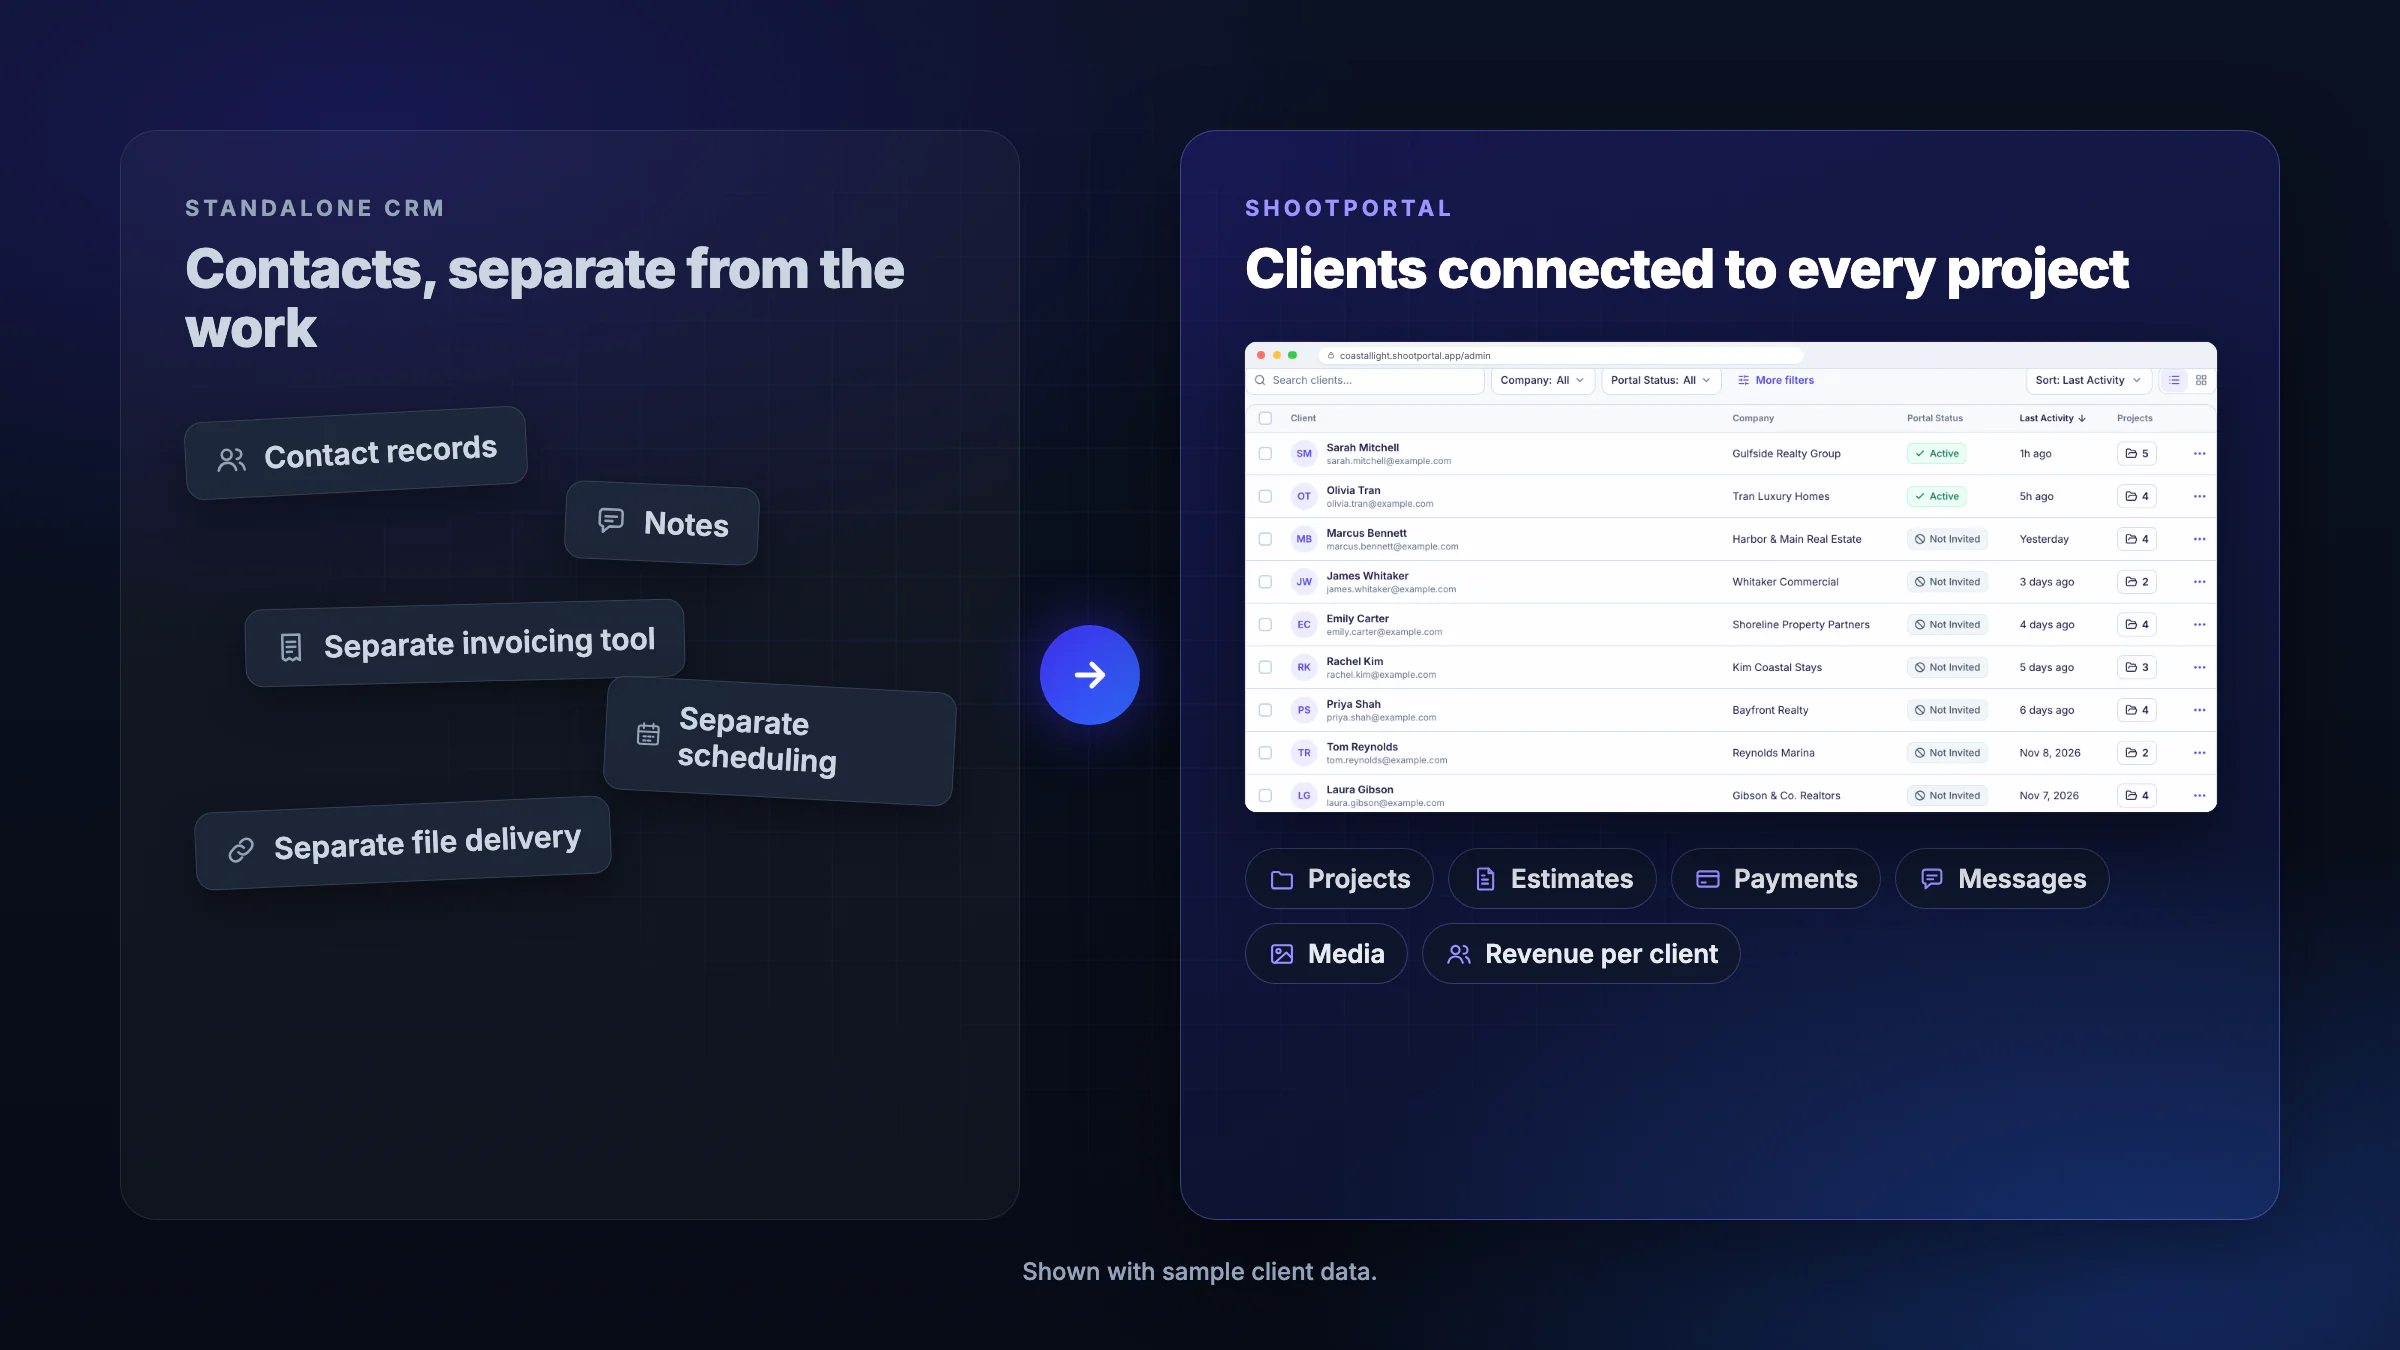 STANDALONE CRM
Contacts, separate from the
work
Contact records
Notes
Separate invoicing tool
Separate
scheduling
Separate file delivery
SHOOTPORTAL
Clients connected to every project
coastallight.shootportal.app/admin
Search clients...
Company: All
Portal Status: All
More filters
Sort: Last Activity
Client Company Portal Status Last Activity Projects
SM Sarah Mitchell Gulfside Realty Group Active 1h ago 5
sarah.mitchell@example.com
OT Olivia Tran Tran Luxury Homes Active 5h ago 4
olivia.tran@example.com
MB Marcus Bennett Harbor & Main Real Estate Not Invited Yesterday 4
marcus.bennett@example.com
JW James Whitaker Whitaker Commercial Not Invited 3 days ago 2
james.whitaker@example.com
EC Emily Carter Shoreline Property Partners Not Invited 4 days ago 4
emily.carter@example.com
RK Rachel Kim Kim Coastal Stays Not Invited 5 days ago 3
rachel.kim@example.com
PS Priya Shah Bayfront Realty Not Invited 6 days ago 4
priya.shah@example.com
TR Tom Reynolds Reynolds Marina Not Invited Nov 8, 2026 2
tom.reynolds@example.com
LG Laura Gibson Gibson & Co. Realtors Not Invited Nov 7, 2026 4
laura.gibson@example.com
Projects Estimates Payments Messages
Media Revenue per client
Shown with sample client data.